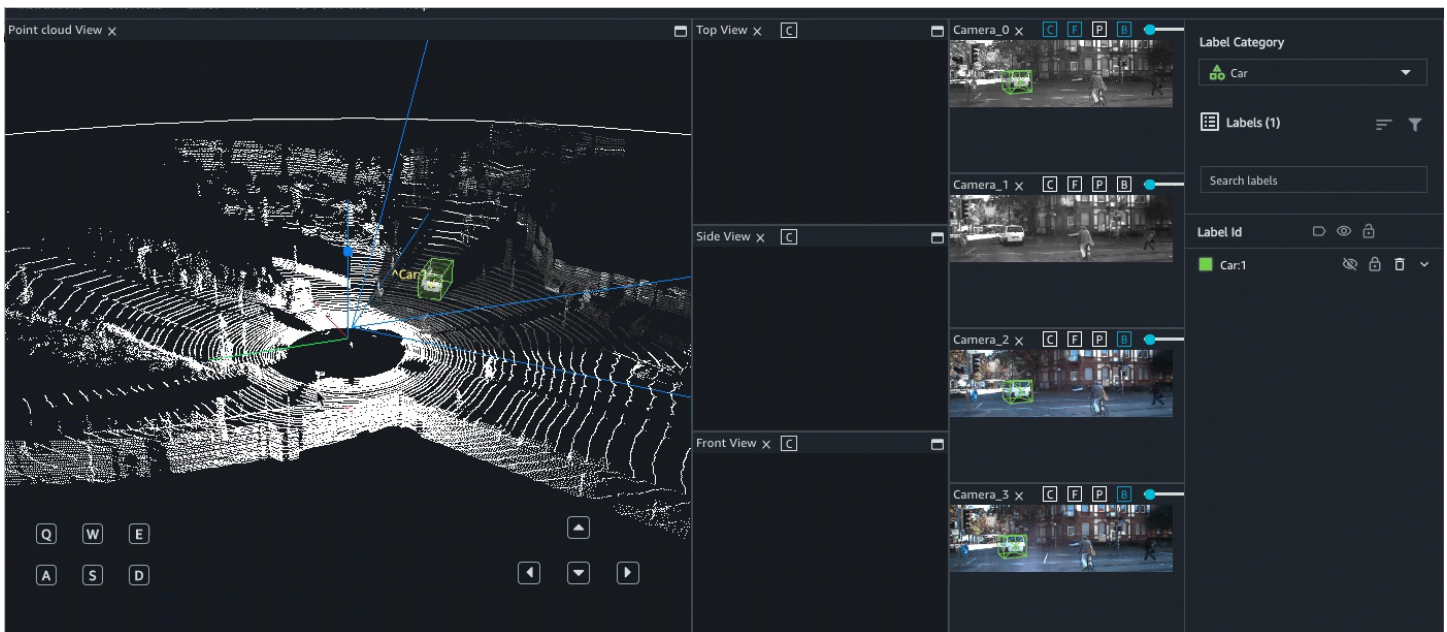 Point cloud View ×
^Car:1
Q W E
A S D
Top View × C
Side View × C
Front View × C
Camera_0 × C F P B
Camera_1 × C F P B
Camera_2 × C F P B
Camera_3 × C F P B
Label Category
Car
Labels (1)
Search labels
Label Id
Car:1